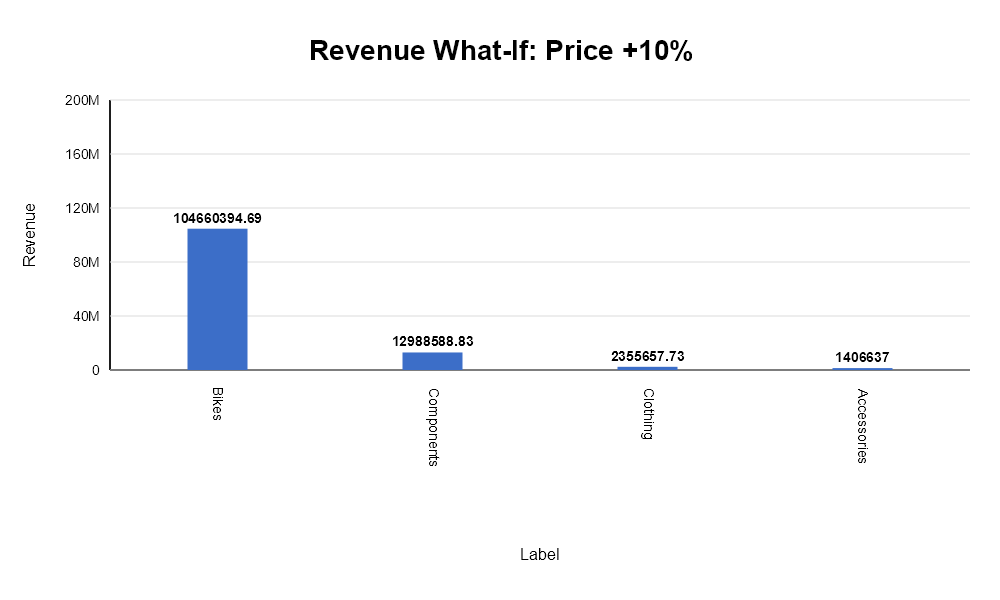 Revenue What-If: Price +10%
Revenue
200M
160M
120M
80M
40M
0
104660394.69
12988588.83
2355657.73
1406637
Bikes
Components
Clothing
Accessories
Label